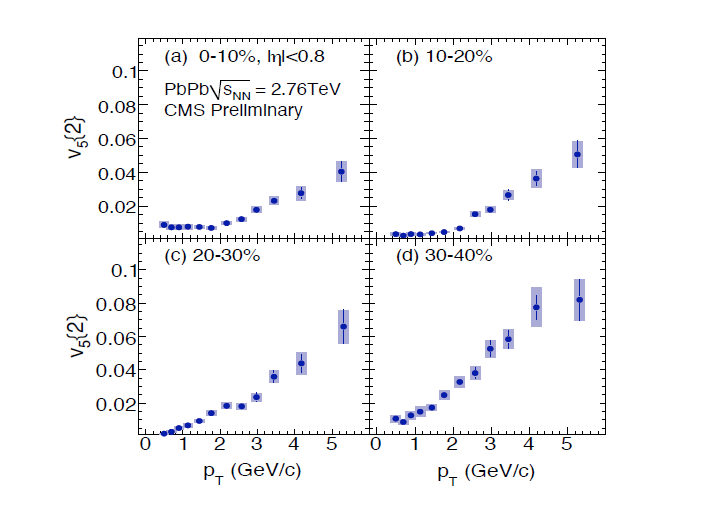 (a) 0-10%, |η|<0.8
(b) 10-20%
PbPb√sNN = 2.76TeV
CMS Preliminary
v5{2}
0.1
0.08
0.06
0.04
0.02
(c) 20-30%
(d) 30-40%
v5{2}
0.1
0.08
0.06
0.04
0.02
0 1 2 3 4 5
0 1 2 3 4 5
pT (GeV/c)
pT (GeV/c)